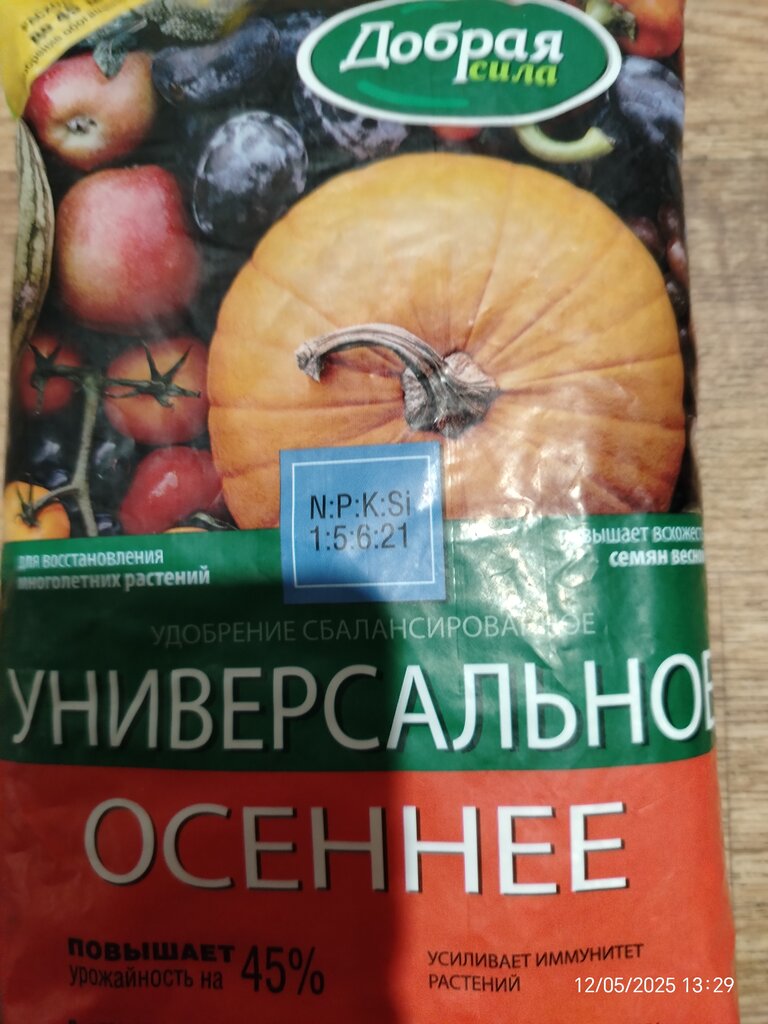 Добрая
сила
N:P:K:Si
1:5:6:21
для восстановления
многолетних растений
семян
УДОБРЕНИЕ СБАЛАНСИРОВАННОЕ
УНИВЕРСАЛЬНОЕ
ОСЕННЕЕ
ПОВЫШАЕТ
урожайность на 45%
УСИЛИВАЕТ ИММУНИТЕТ
РАСТЕНИЙ
12/05/2025 13:29